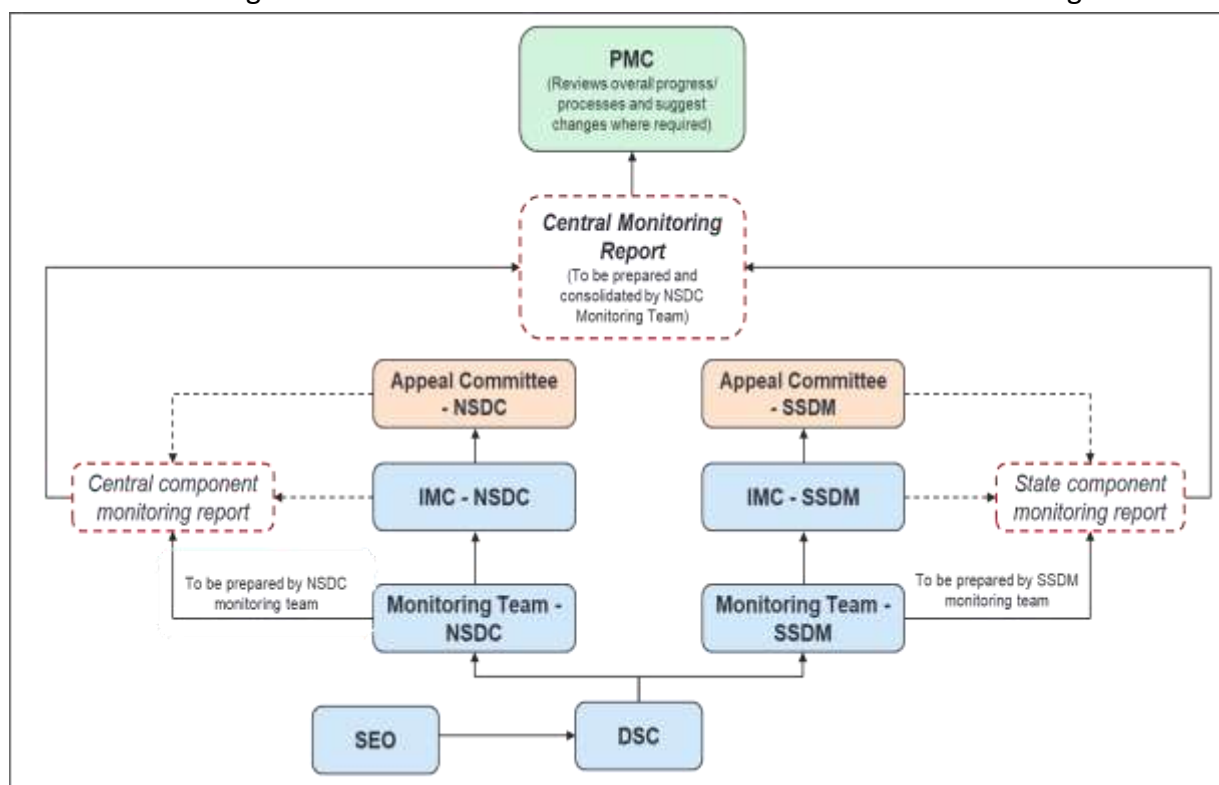 PMC
(Reviews overall progress/
processes and suggest
changes where required)
Central Monitoring
Report
(To be prepared and
consolidated by NSDC
Monitoring Team)
Appeal Committee
- NSDC
Appeal Committee
- SSDM
Central component
monitoring report
IMC - NSDC
IMC - SSDM
State component
monitoring report
To be prepared by NSDC
monitoring team
Monitoring Team -
NSDC
Monitoring Team -
SSDM
To be prepared by SSDM
monitoring team
SEO
DSC